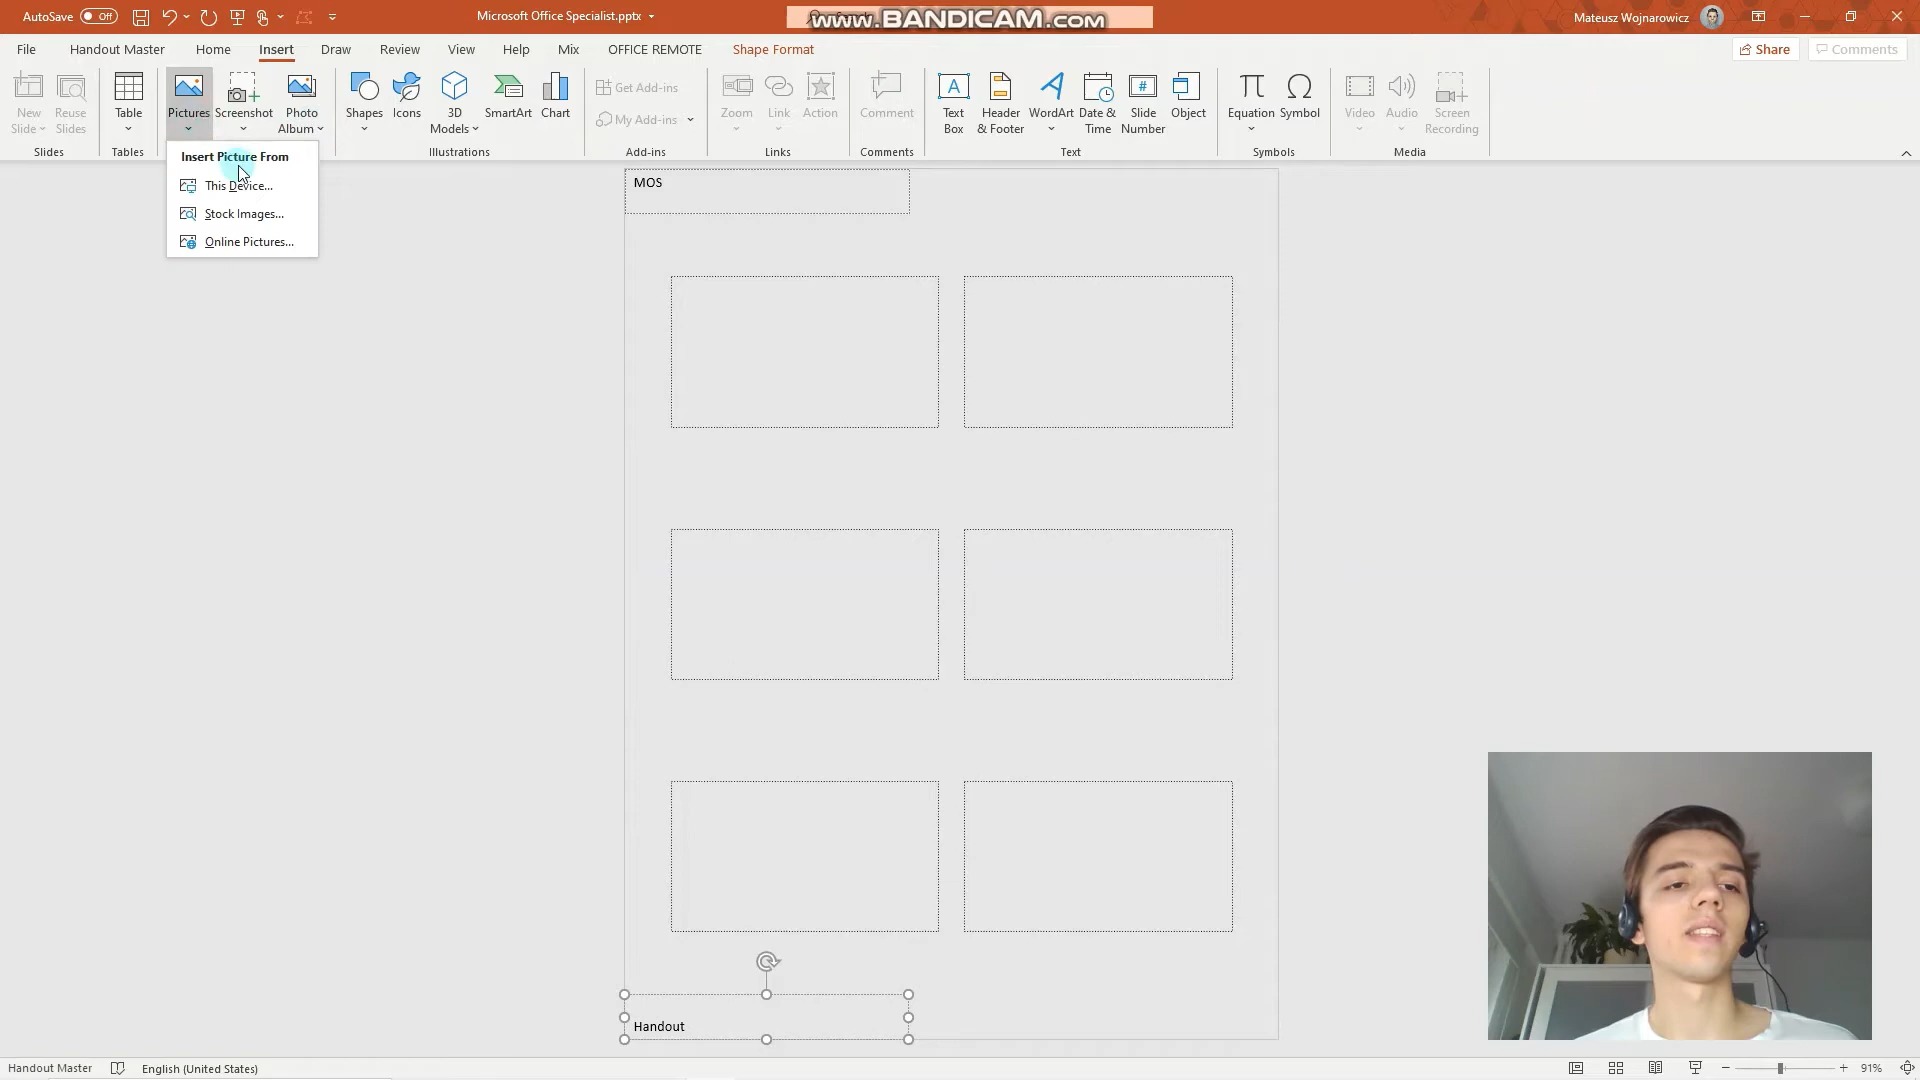 AutoSave Off
Microsoft Office Specialist.pptx
www.BANDICAM.com
Mateusz Wojnarowicz
File Handout Master Home Insert Draw Review View Help Mix OFFICE REMOTE Shape Format
Share Comments
New Slide
Reuse Slides
Table
Pictures
Screenshot
Photo Album
Shapes
Icons
3D Models
SmartArt
Chart
Get Add-ins
My Add-ins
Zoom
Link
Action
Comment
Text Box
Header & Footer
WordArt
Date & Time
Slide Number
Object
Equation
Symbol
Video
Audio
Screen Recording
Slides Tables Illustrations Add-ins Links Comments Text Symbols Media
Insert Picture From
This Device...
Stock Images...
Online Pictures...
MOS
Handout
Handout Master English (United States) 91%